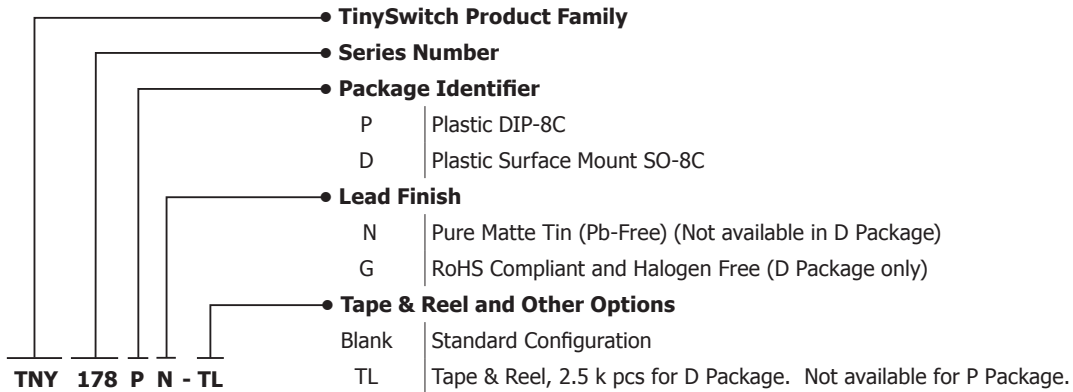 TinySwitch Product Family
Series Number
Package Identifier
P Plastic DIP-8C
D Plastic Surface Mount SO-8C
Lead Finish
N Pure Matte Tin (Pb-Free) (Not available in D Package)
G RoHS Compliant and Halogen Free (D Package only)
Tape & Reel and Other Options
Blank Standard Configuration
TL Tape & Reel, 2.5 k pcs for D Package. Not available for P Package.
TNY 178 P N - TL